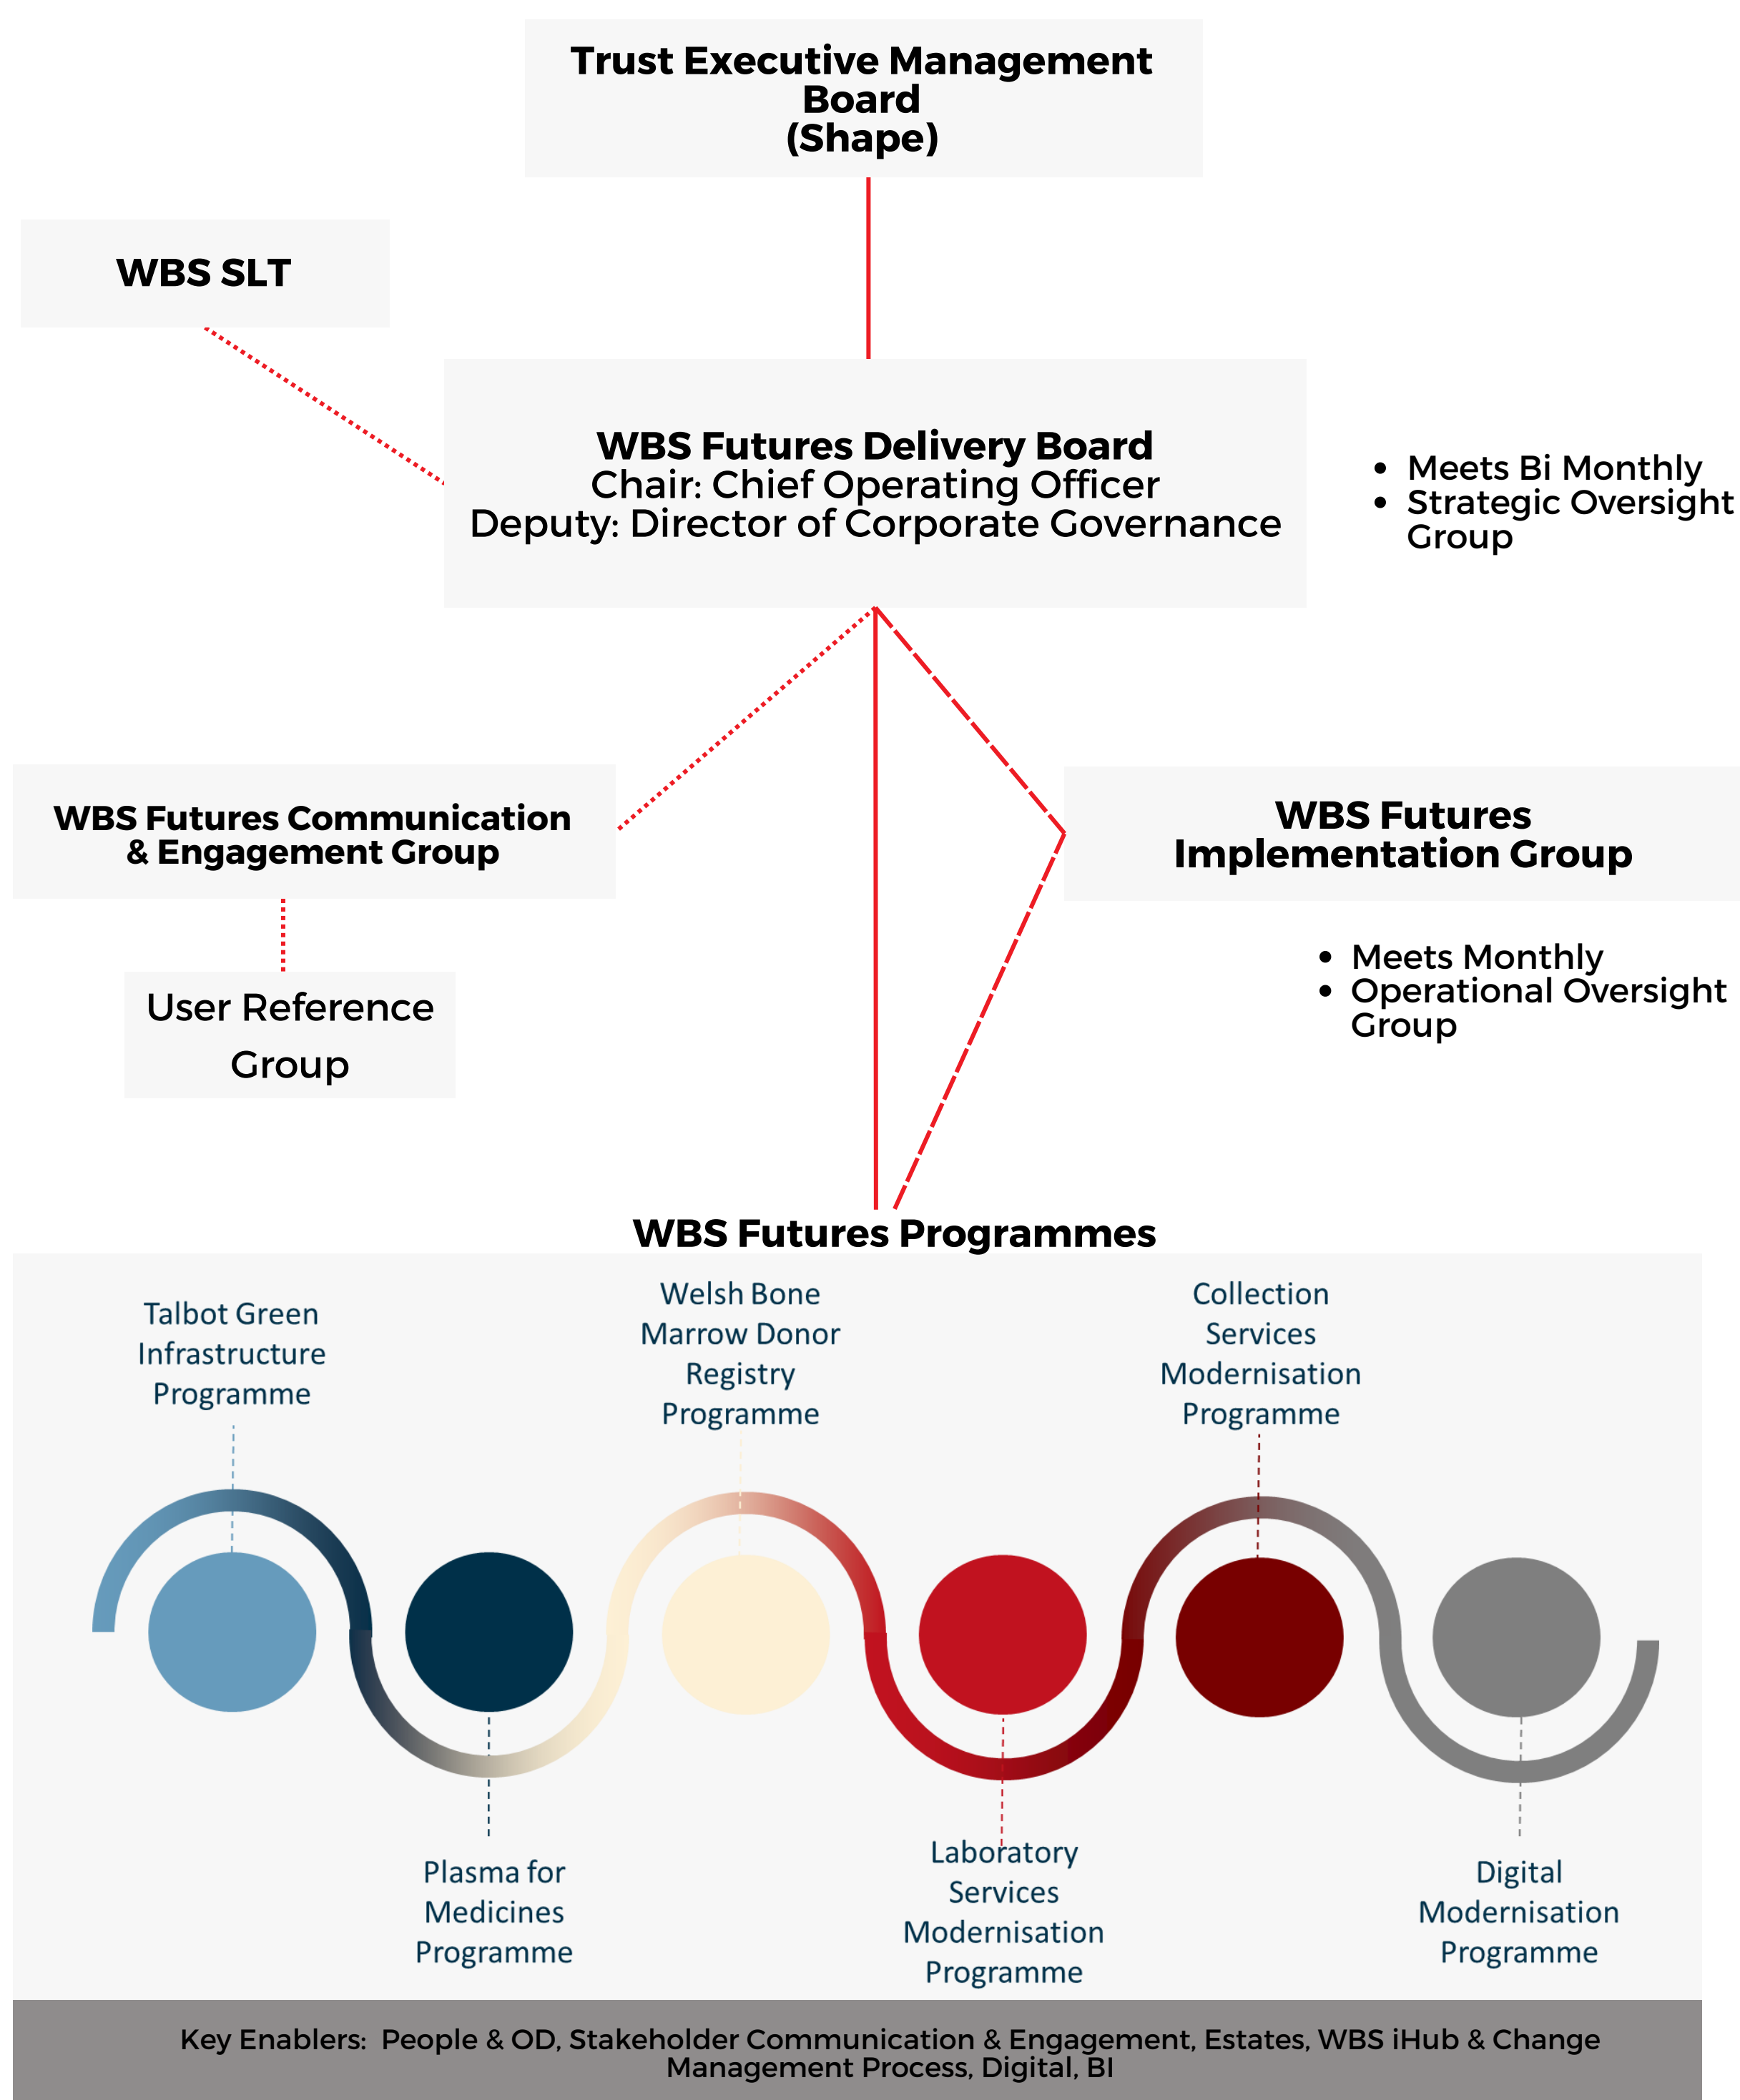 Trust Executive Management
Board
(Shape)
WBS SLT
WBS Futures Delivery Board
Chair: Chief Operating Officer
Deputy: Director of Corporate Governance
• Meets Bi Monthly
• Strategic Oversight
Group
WBS Futures Communication
& Engagement Group
WBS Futures
Implementation Group
• Meets Monthly
• Operational Oversight
Group
User Reference
Group
WBS Futures Programmes
Talbot Green
Infrastructure
Programme
Welsh Bone
Marrow Donor
Registry
Programme
Collection
Services
Modernisation
Programme
Plasma for
Medicines
Programme
Laboratory
Services
Modernisation
Programme
Digital
Modernisation
Programme
Key Enablers:  People & OD, Stakeholder Communication & Engagement, Estates, WBS iHub & Change
Management Process, Digital, BI